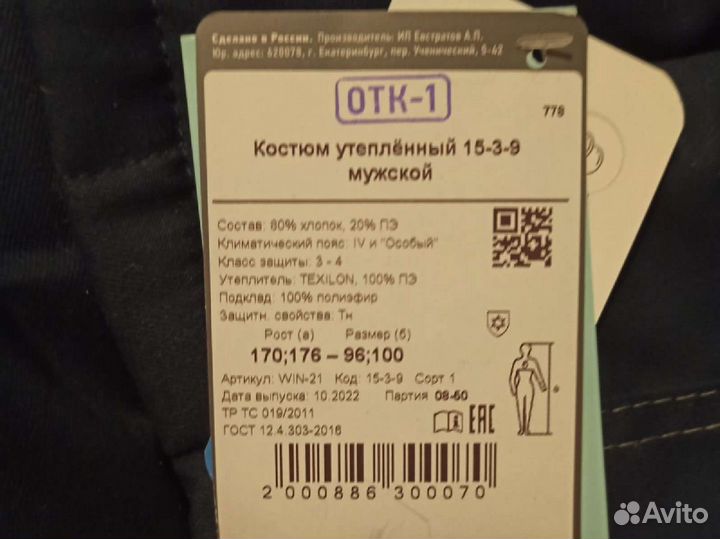 Сделано в России. Производитель: ИП Евстратов А.П.
Юр. адрес: 620078, г. Екатеринбург, пер. Ученический, 5-42
ОТК-1
778
Костюм утеплённый 15-3-9
мужской
Состав: 80% хлопок, 20% ПЭ
Климатический пояс: IV и "Особый"
Класс защиты: 3 - 4
Утеплитель: TEXILON, 100% ПЭ
Подклад: 100% полиэфир
Защитн. свойства: Тн
Рост (а) Размер (б)
170;176 – 96;100
Артикул: WIN-21 Код: 15-3-9 Сорт 1
Дата выпуска: 10.2022 Партия 08-50
ТР ТС 019/2011
ГОСТ 12.4.303-2016
EAC
2 000886 300070
Avito